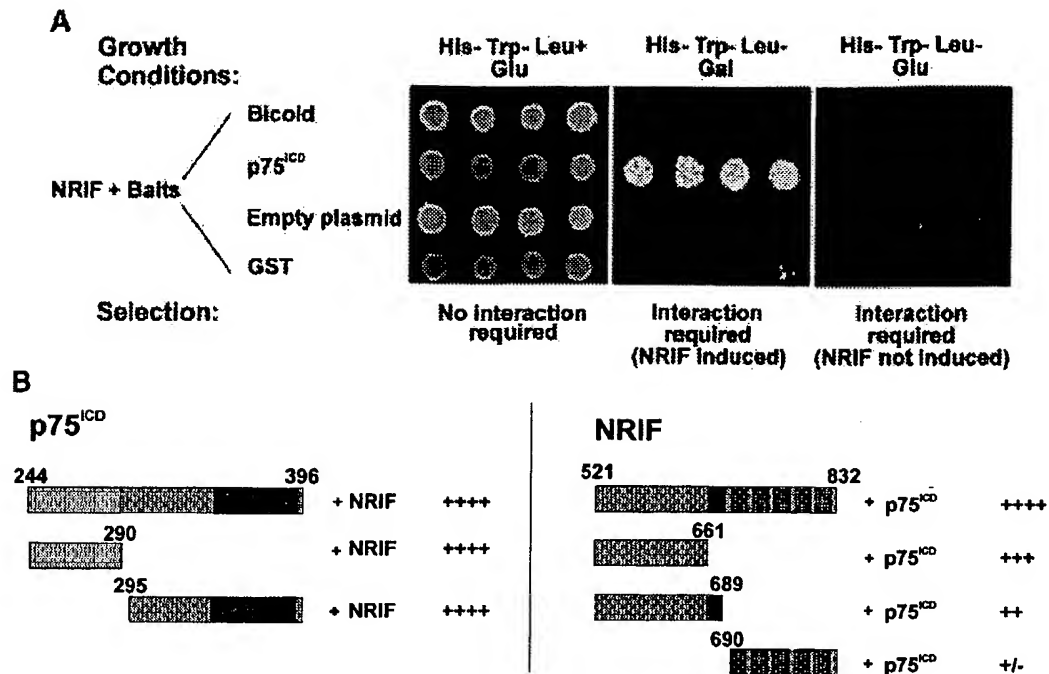 A
Growth
Conditions:
His- Trp- Leu+
Glu
His- Trp- Leu-
Gal
His- Trp- Leu-
Glu
NRIF + Baits
Bicoid
p75ICD
Empty plasmid
GST
Selection:
No interaction
required
Interaction
required
(NRIF induced)
Interaction
required
(NRIF not induced)
B
p75ICD
244 396
+ NRIF ++++
290
+ NRIF ++++
295
+ NRIF ++++
NRIF
521 832
+ p75ICD ++++
661
+ p75ICD +++
689
+ p75ICD ++
690
+ p75ICD +/-